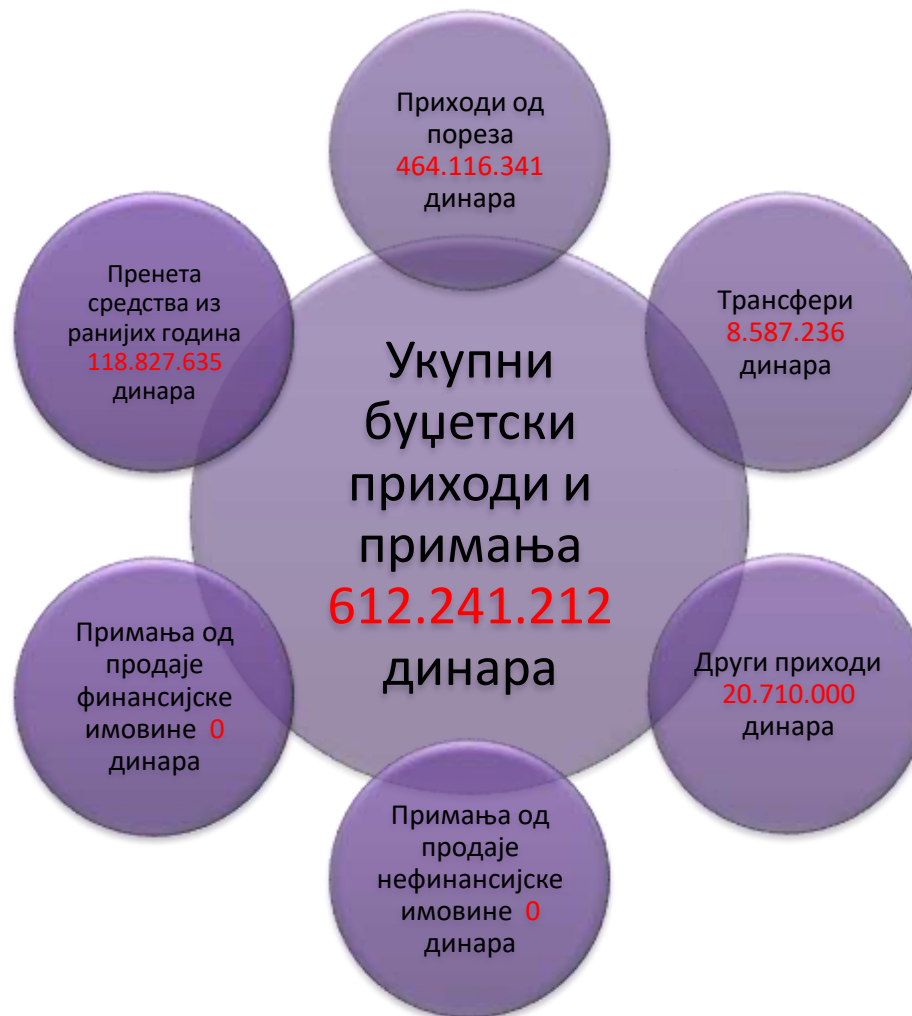 Приходи од
пореза
464.116.341
динара
Пренета
средства из
ранијих година
118.827.635
динара
Трансфери
8.587.236
динара
Укупни
буџетски
приходи и
примања
612.241.212
динара
Примања од
продаје
финансијске
имовине 0
динара
Други приходи
20.710.000
динара
Примања од
продаје
нефинансијске
имовине 0
динара